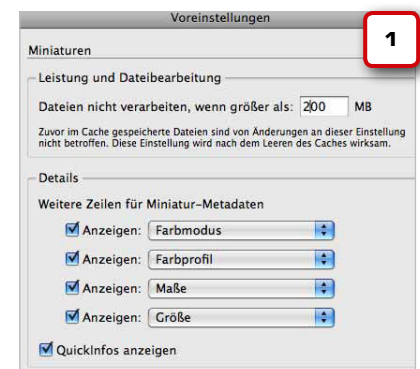 Voreinstellungen
1
Miniaturen
Leistung und Dateibearbeitung
Dateien nicht verarbeiten, wenn größer als: 200 MB
Zuvor im Cache gespeicherte Dateien sind von Änderungen an dieser Einstellung
nicht betroffen. Diese Einstellung wird nach dem Leeren des Caches wirksam.
Details
Weitere Zeilen für Miniatur-Metadaten
Anzeigen: Farbmodus
Anzeigen: Farbprofil
Anzeigen: Maße
Anzeigen: Größe
QuickInfos anzeigen